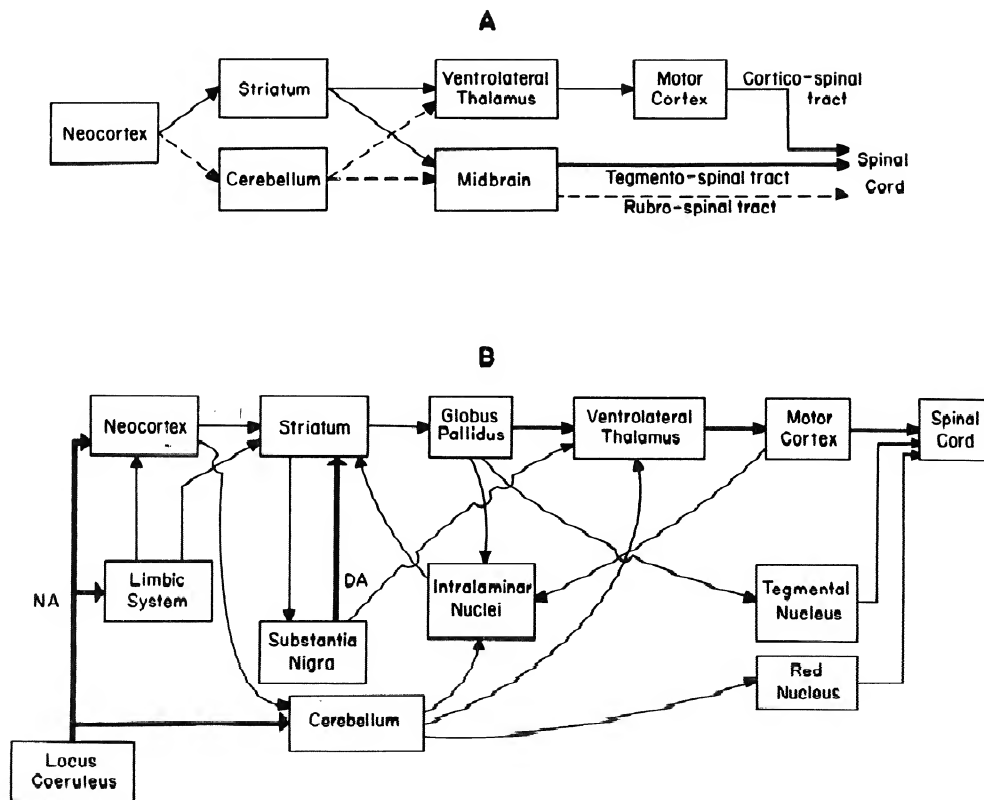 A
Striatum
Ventrolateral
Thalamus
Motor
Cortex
Cortico-spinal
tract
Neocortex
Cerebellum
Midbrain
Tegmento-spinal tract
Rubro-spinal tract
Spinal
Cord
B
Neocortex
Striatum
Globus
Pallidus
Ventrolateral
Thalamus
Motor
Cortex
Spinal
Cord
NA
Limbic
System
DA
Substantia
Nigra
Intralaminar
Nuclei
Tegmental
Nucleus
Red
Nucleus
Cerebellum
Locus
Coeruleus